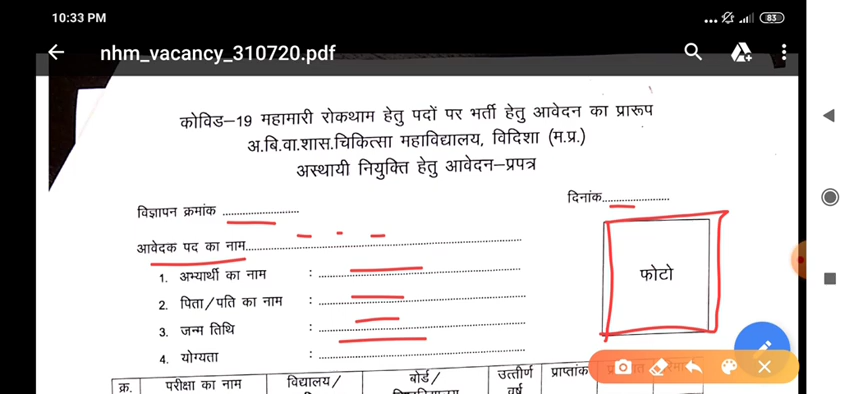 10:33 PM 83
nhm_vacancy_310720.pdf
कोविड–19 महामारी रोकथाम हेतु पदों पर भर्ती हेतु आवेदन का प्रारूप
अ.बि.वा.शास.चिकित्सा महाविद्यालय, विदिशा (म.प्र.)
अस्थायी नियुक्ति हेतु आवेदन–प्रपत्र
दिनांक....................
विज्ञापन क्रमांक ......................
आवेदक पद का नाम................................................................
1. अभ्यार्थी का नाम : ................................................
फोटो
2. पिता/पति का नाम : ................................................
3. जन्म तिथि : ................................................
4. योग्यता : ................................................
क्र. परीक्षा का नाम विद्यालय/ बोर्ड/ उत्तीर्ण वर्ष प्राप्तांक